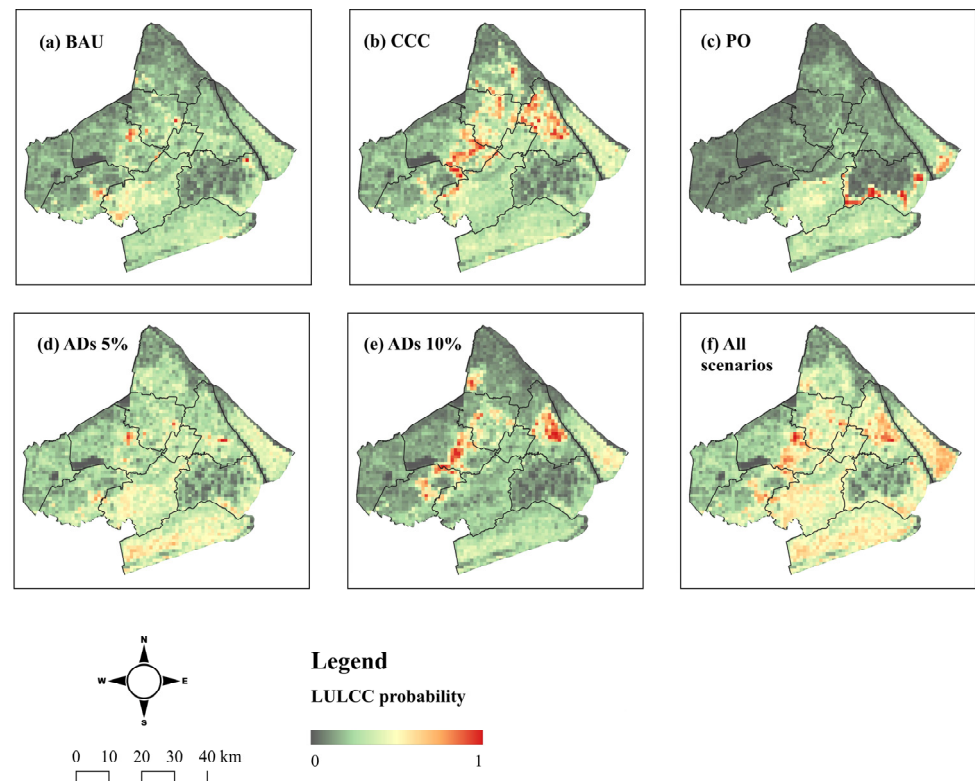 (a) BAU
(b) CCC
(c) PO
(d) ADs 5%
(e) ADs 10%
(f) All
scenarios
N
W E
S
Legend
LULCC probability
0 1
0 10 20 30 40 km